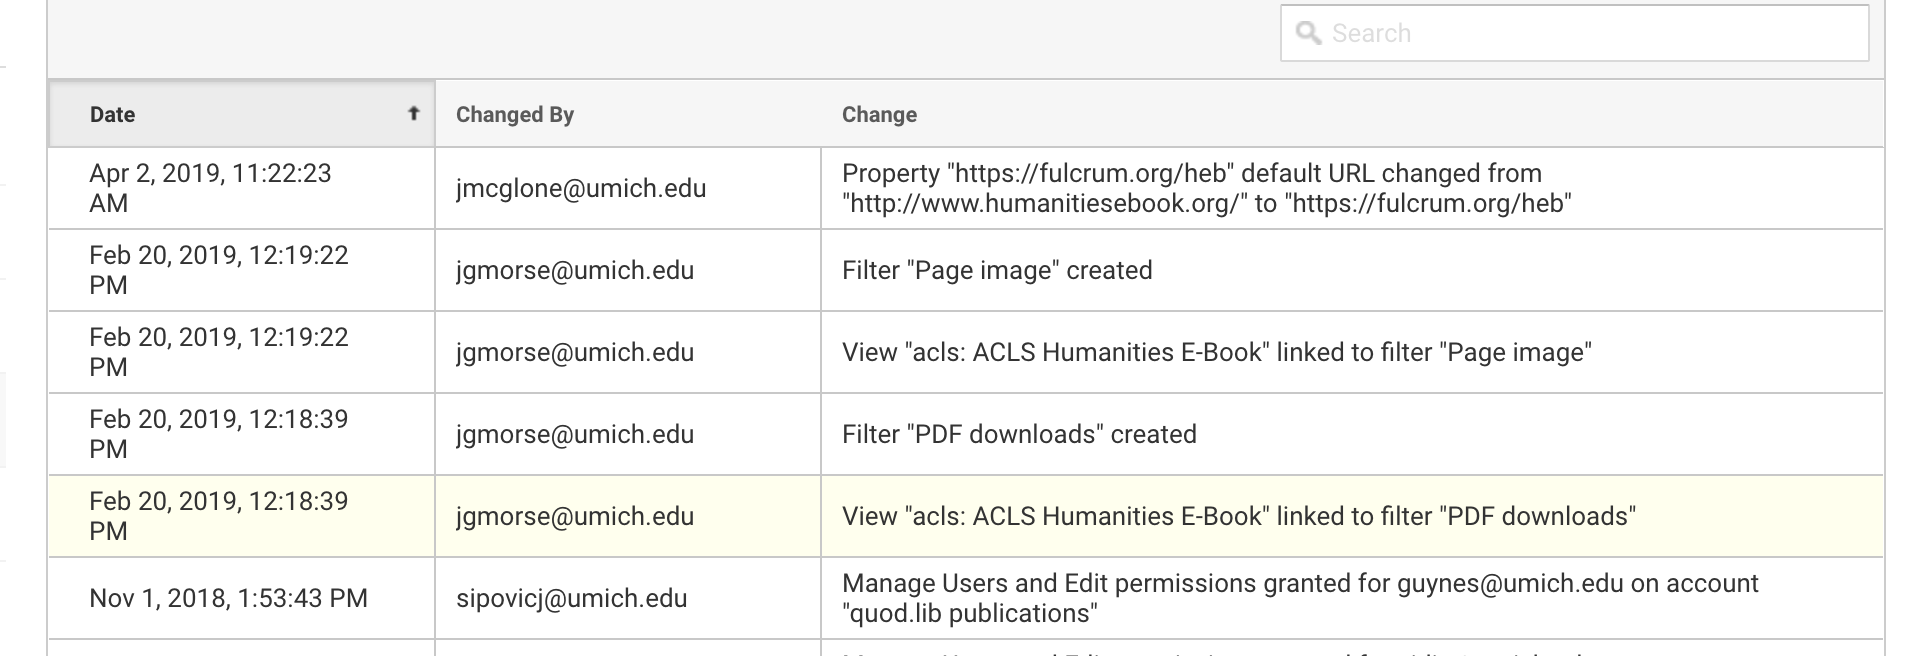 Search
Date
Changed By
Change
Apr 2, 2019, 11:22:23
AM
jmcglone@umich.edu
Property "https://fulcrum.org/heb" default URL changed from
"http://www.humanitiesebook.org/" to "https://fulcrum.org/heb"
Feb 20, 2019, 12:19:22
PM
jgmorse@umich.edu
Filter "Page image" created
Feb 20, 2019, 12:19:22
PM
jgmorse@umich.edu
View "acls: ACLS Humanities E-Book" linked to filter "Page image"
Feb 20, 2019, 12:18:39
PM
jgmorse@umich.edu
Filter "PDF downloads" created
Feb 20, 2019, 12:18:39
PM
jgmorse@umich.edu
View "acls: ACLS Humanities E-Book" linked to filter "PDF downloads"
Nov 1, 2018, 1:53:43 PM
sipovicj@umich.edu
Manage Users and Edit permissions granted for guynes@umich.edu on account
"quod.lib publications"